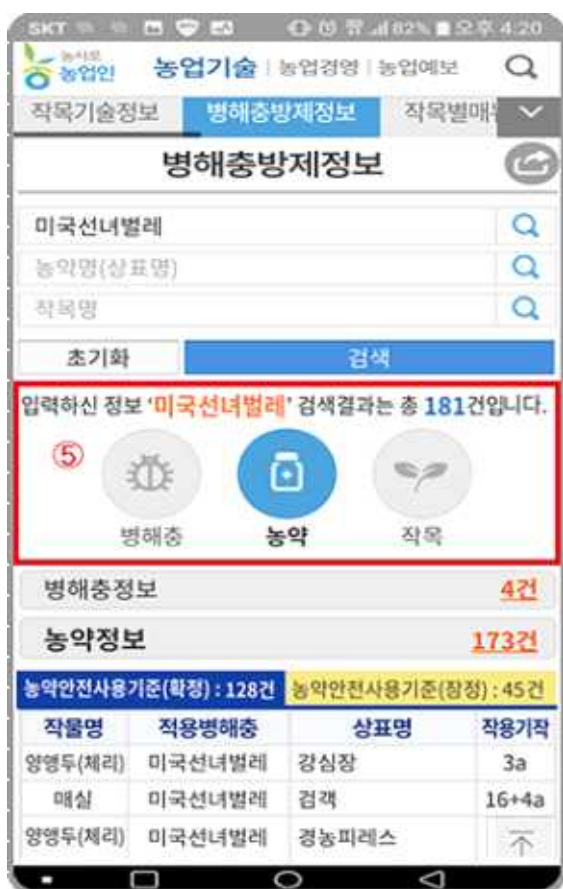 SKT 62% 오후 4:20
농사로
농업인 농업기술 | 농업경영 | 농업예보
작목기술정보 병해충방제정보 작목별매
병해충방제정보
미국선녀벌레
농약명(상표명)
작목명
초기화 검색
입력하신 정보 '미국선녀벌레' 검색결과는 총 181건입니다.
⑤
병해충 농약 작목
병해충정보 4건
농약정보 173건
농약안전사용기준(확정) : 128건 농약안전사용기준(잠정) : 45건
작물명 적용병해충 상표명 작용기작
양앵두(체리) 미국선녀벌레 강심장 3a
매실 미국선녀벌레 검객 16+4a
양앵두(체리) 미국선녀벌레 경농피레스